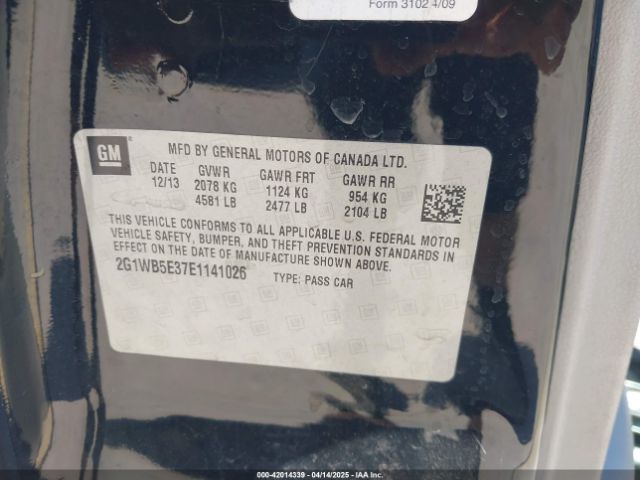 Form 3102 4/09
GM
MFD BY GENERAL MOTORS OF CANADA LTD.
DATE GVWR GAWR FRT GAWR RR
12/13 2078 KG 1124 KG 954 KG
4581 LB 2477 LB 2104 LB
THIS VEHICLE CONFORMS TO ALL APPLICABLE U.S. FEDERAL MOTOR
VEHICLE SAFETY, BUMPER, AND THEFT PREVENTION STANDARDS IN
EFFECT ON THE DATE OF MANUFACTURE SHOWN ABOVE.
2G1WB5E37E1141026 TYPE: PASS CAR
000-42014339 - 04/14/2025 - IAA Inc.